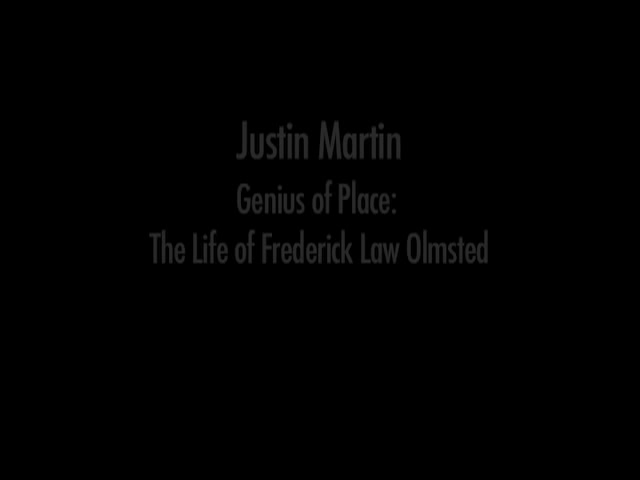 Justin Martin
Genius of Place:
The Life of Frederick Law Olmsted